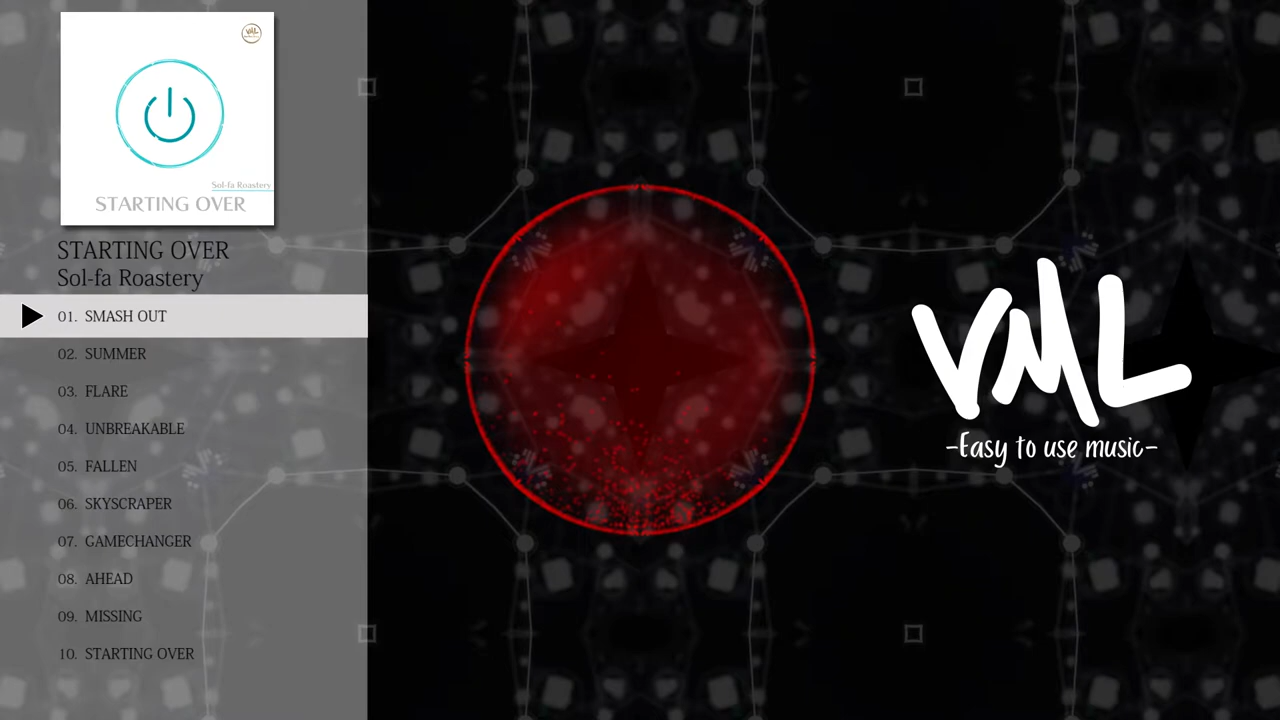 VML
Sol-fa Roastery
STARTING OVER
STARTING OVER
Sol-fa Roastery
01. SMASH OUT
02. SUMMER
03. FLARE
04. UNBREAKABLE
05. FALLEN
06. SKYSCRAPER
07. GAMECHANGER
08. AHEAD
09. MISSING
10. STARTING OVER
VML
-Easy to use music-